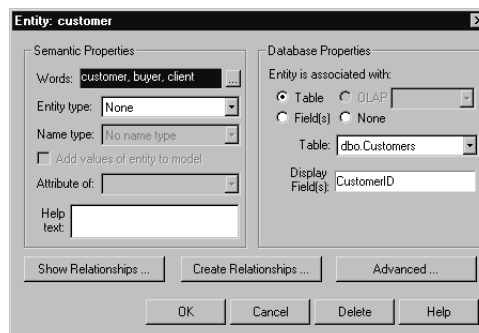 Entity: customer
Semantic Properties
Words: customer, buyer, client ...
Entity type: None
Name type: No name type
Add values of entity to model
Attribute of:
Help text:
Database Properties
Entity is associated with:
Table OLAP
Field(s) None
Table: dbo.Customers
Display Field(s): CustomerID
Show Relationships ... Create Relationships ... Advanced ...
OK Cancel Delete Help